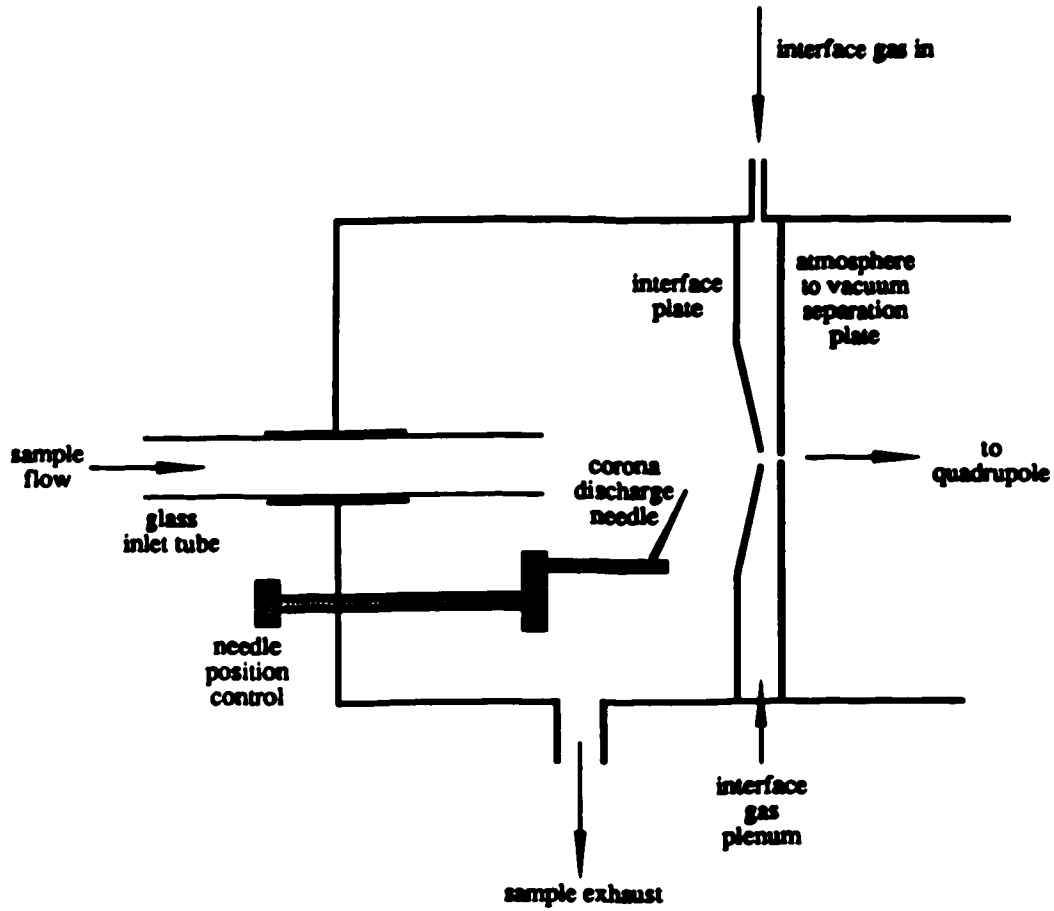 interface gas in
interface
plate
atmosphere
to vacuum
separation
plate
sample
flow
glass
inlet tube
corona
discharge
needle
to
quadrupole
needle
position
control
interface
gas
plenum
sample exhaust